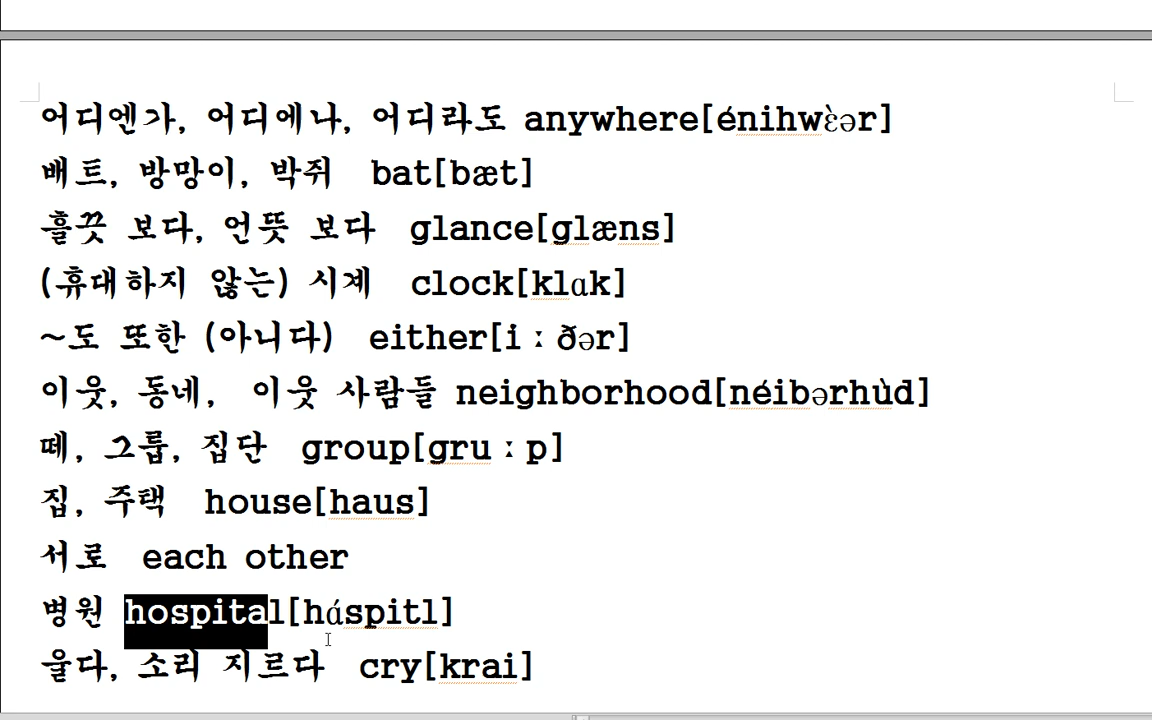 어디엔가, 어디에나, 어디라도 anywhere[énihwɛ̀ər]
배트, 방망이, 박쥐 bat[bæt]
흘끗 보다, 언뜻 보다 glance[glæns]
(휴대하지 않는) 시계 clock[klɑk]
~도 또한 (아니다) either[iːðər]
이웃, 동네, 이웃 사람들 neighborhood[néibərhùd]
떼, 그룹, 집단 group[gruːp]
집, 주택 house[haus]
서로 each other
병원 hospital[hɑ́spitl]
울다, 소리 지르다 cry[krai]